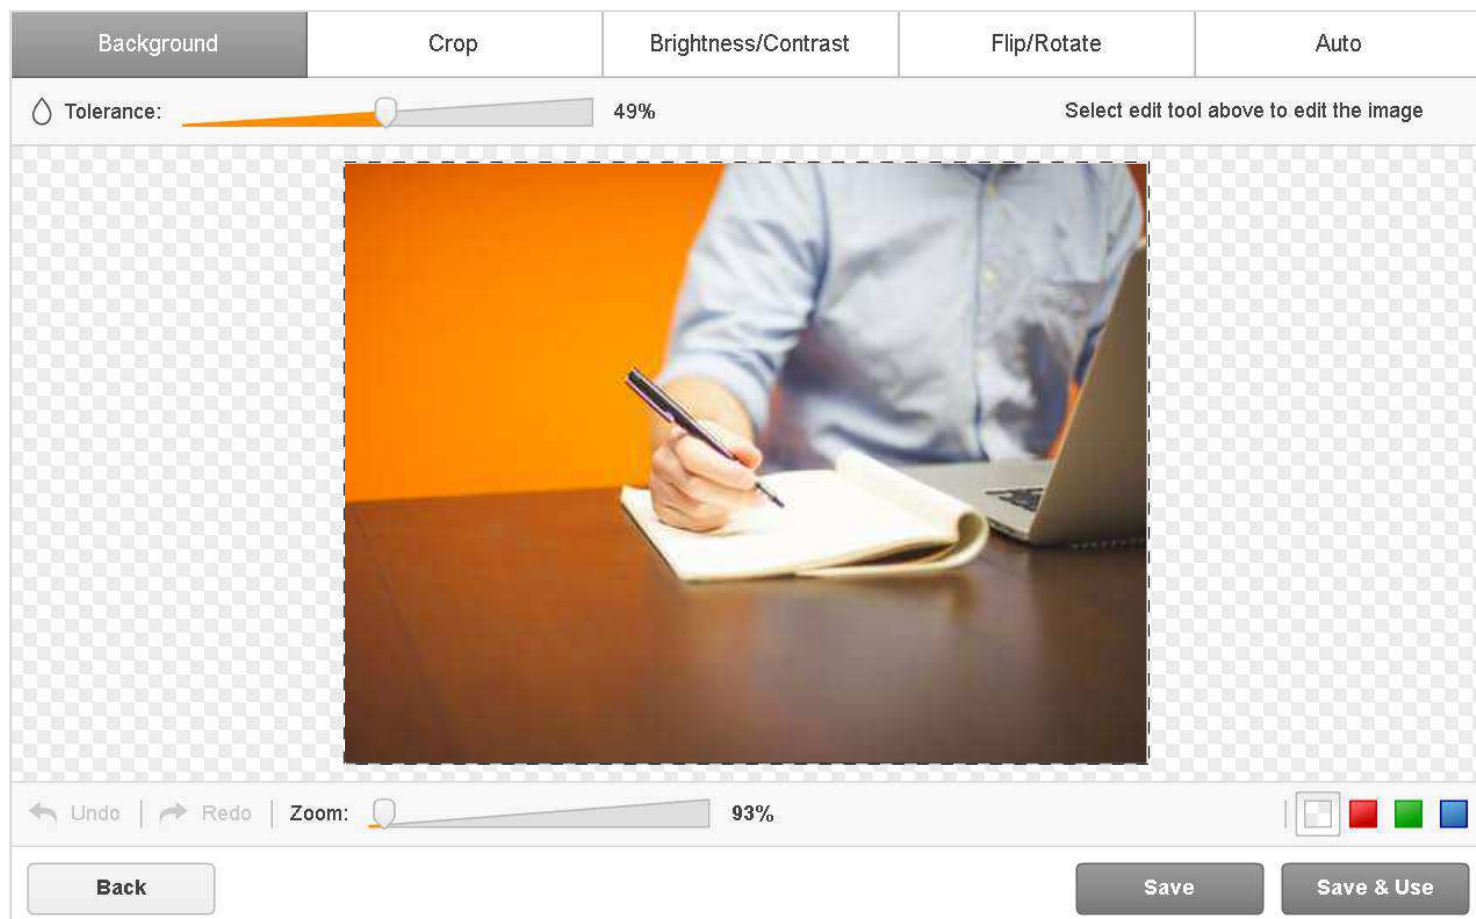 Background Crop Brightness/Contrast Flip/Rotate Auto
Tolerance: 49% Select edit tool above to edit the image
Undo Redo Zoom: 93%
Back Save Save & Use